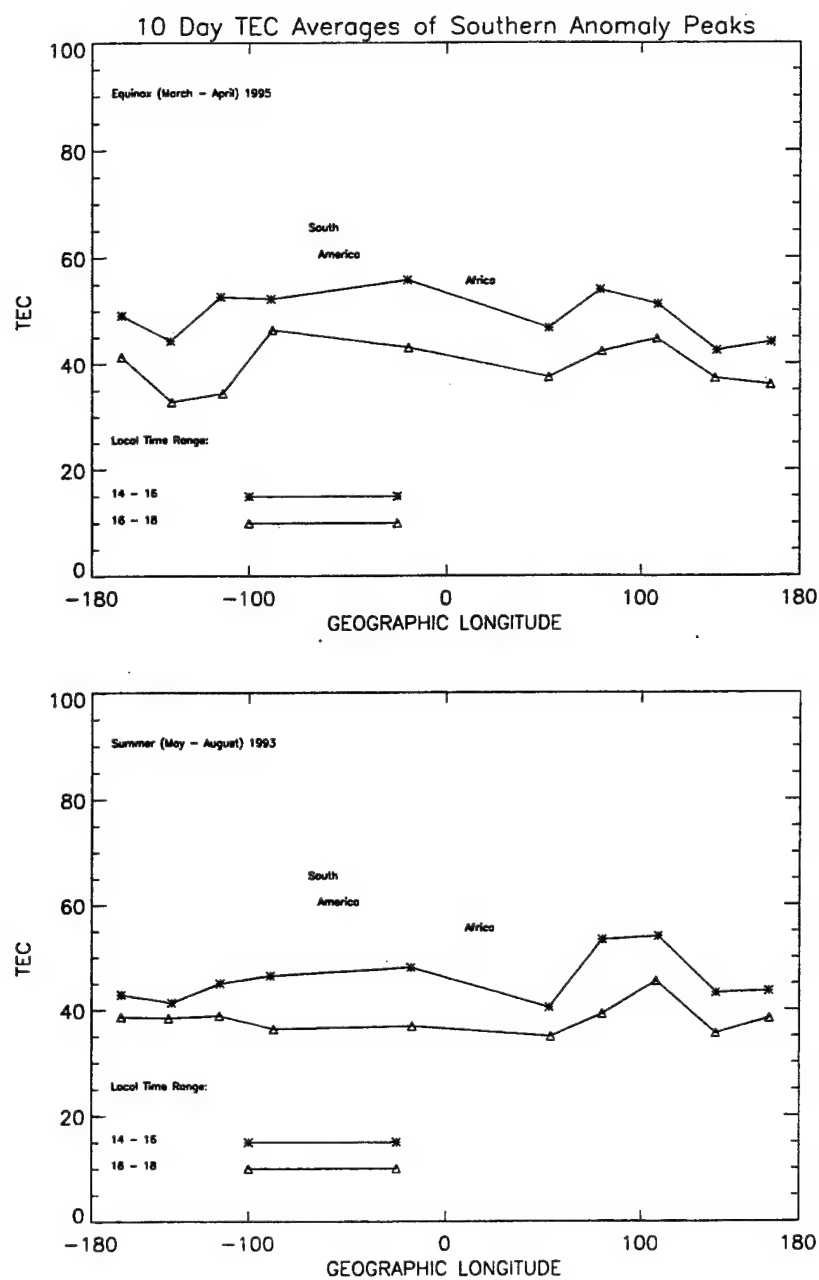 10 Day TEC Averages of Southern Anomaly Peaks
100
Equinox (March - April) 1995
80
South
America
60
Africa
TEC
40
Local Time Range:
20
14 - 16
16 - 18
0
-180 -100 0 100 180
GEOGRAPHIC LONGITUDE
100
Summer (May - August) 1993
80
South
America
60
Africa
TEC
40
Local Time Range:
20
14 - 16
16 - 18
0
-180 -100 0 100 180
GEOGRAPHIC LONGITUDE